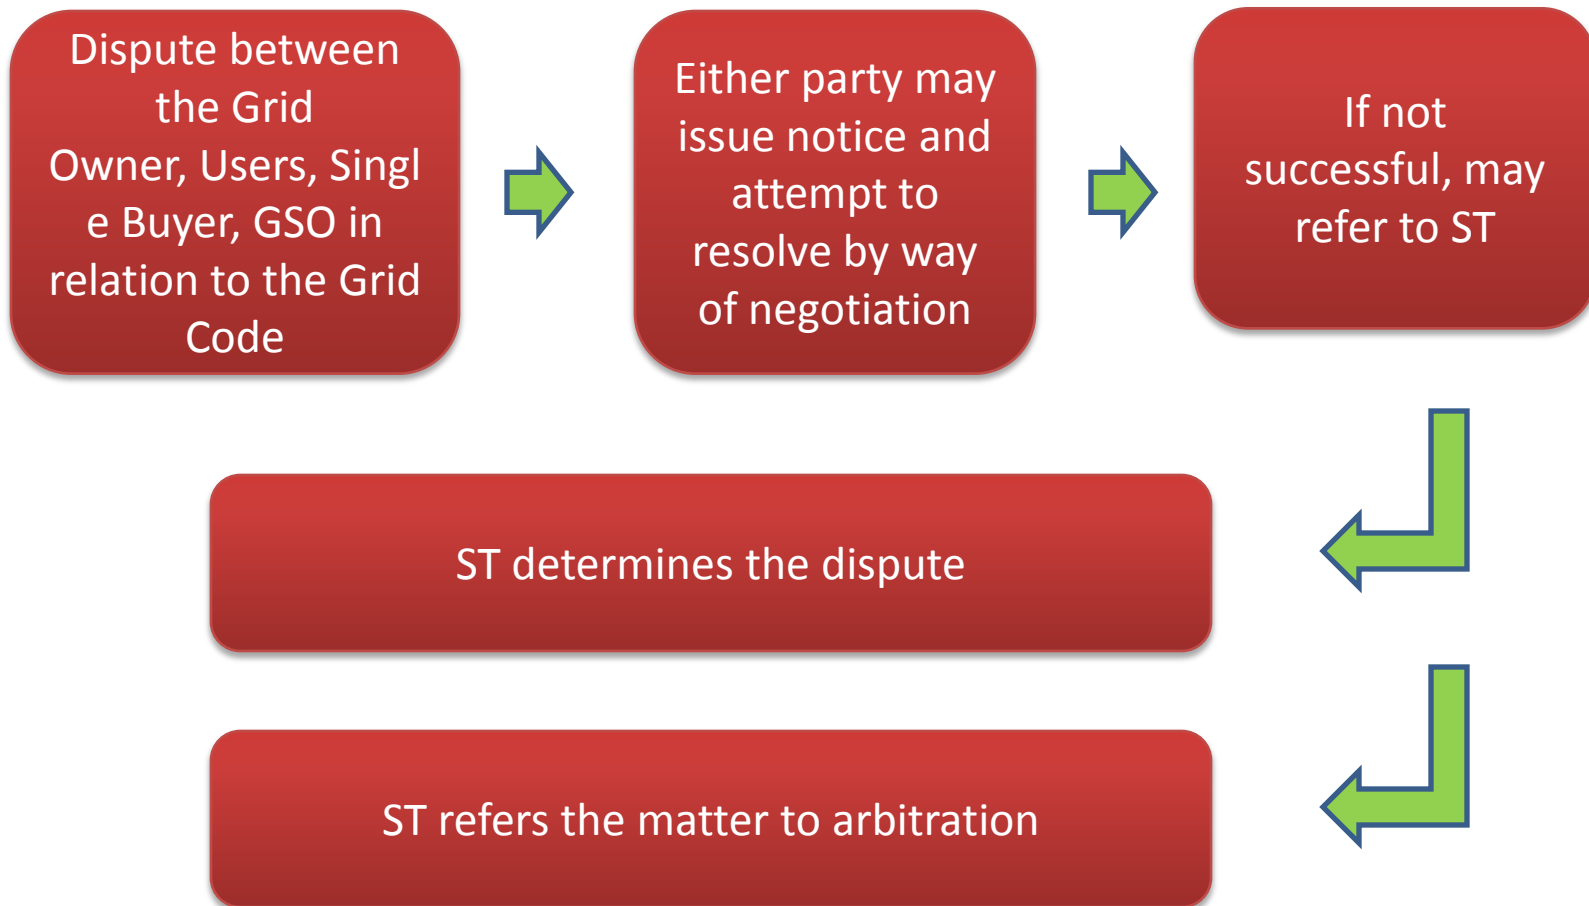 Dispute between
the Grid
Owner, Users, Singl
e Buyer, GSO in
relation to the Grid
Code
Either party may
issue notice and
attempt to
resolve by way
of negotiation
If not
successful, may
refer to ST
ST determines the dispute
ST refers the matter to arbitration